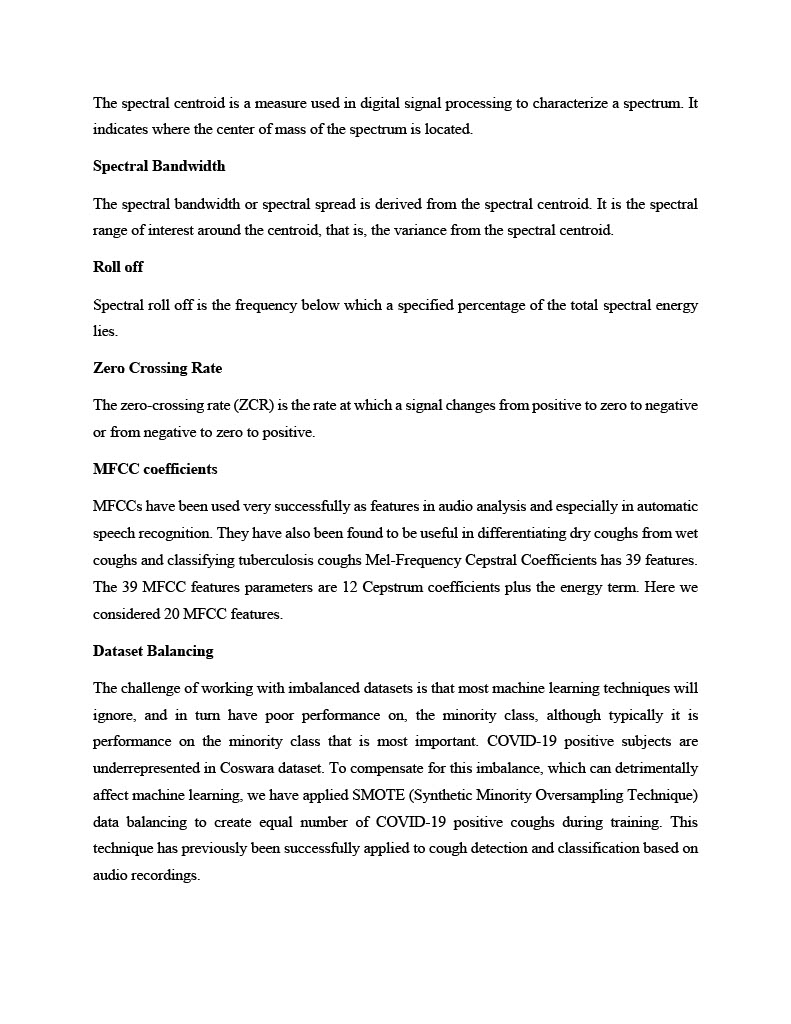 The spectral centroid is a measure used in digital signal processing to characterize a spectrum. It
indicates where the center of mass of the spectrum is located.
Spectral Bandwidth
The spectral bandwidth or spectral spread is derived from the spectral centroid. It is the spectral
range of interest around the centroid, that is, the variance from the spectral centroid.
Roll off
Spectral roll off is the frequency below which a specified percentage of the total spectral energy
lies.
Zero Crossing Rate
The zero-crossing rate (ZCR) is the rate at which a signal changes from positive to zero to negative
or from negative to zero to positive.
MFCC coefficients
MFCCs have been used very successfully as features in audio analysis and especially in automatic
speech recognition. They have also been found to be useful in differentiating dry coughs from wet
coughs and classifying tuberculosis coughs Mel-Frequency Cepstral Coefficients has 39 features.
The 39 MFCC features parameters are 12 Cepstrum coefficients plus the energy term. Here we
considered 20 MFCC features.
Dataset Balancing
The challenge of working with imbalanced datasets is that most machine learning techniques will
ignore, and in turn have poor performance on, the minority class, although typically it is
performance on the minority class that is most important. COVID-19 positive subjects are
underrepresented in Coswara dataset. To compensate for this imbalance, which can detrimentally
affect machine learning, we have applied SMOTE (Synthetic Minority Oversampling Technique)
data balancing to create equal number of COVID-19 positive coughs during training. This
technique has previously been successfully applied to cough detection and classification based on
audio recordings.